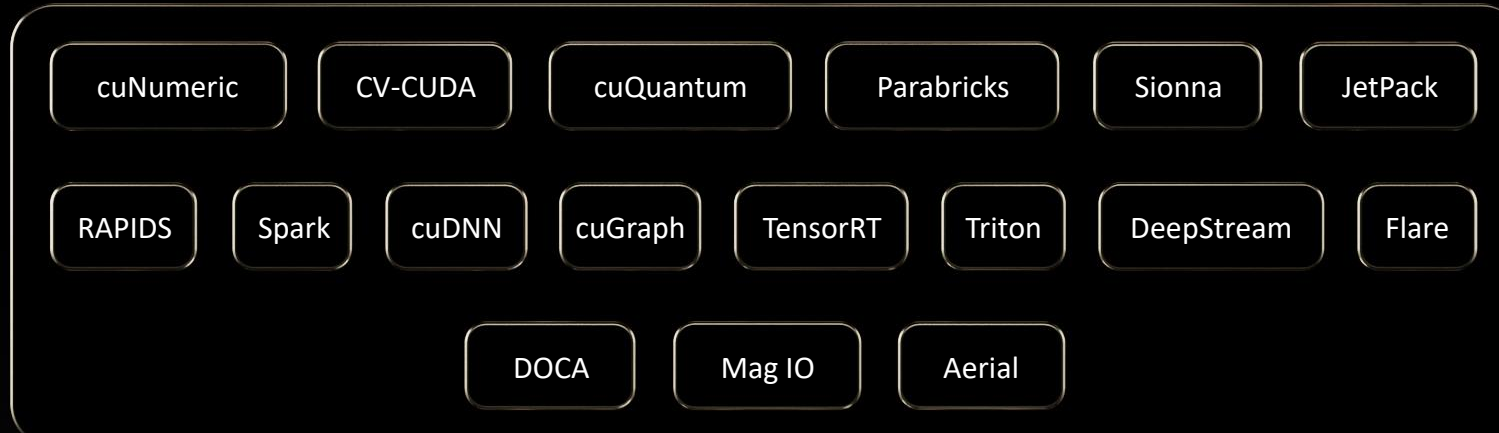 cuNumeric CV-CUDA cuQuantum Parabricks Sionna JetPack
RAPIDS Spark cuDNN cuGraph TensorRT Triton DeepStream Flare
DOCA Mag IO Aerial